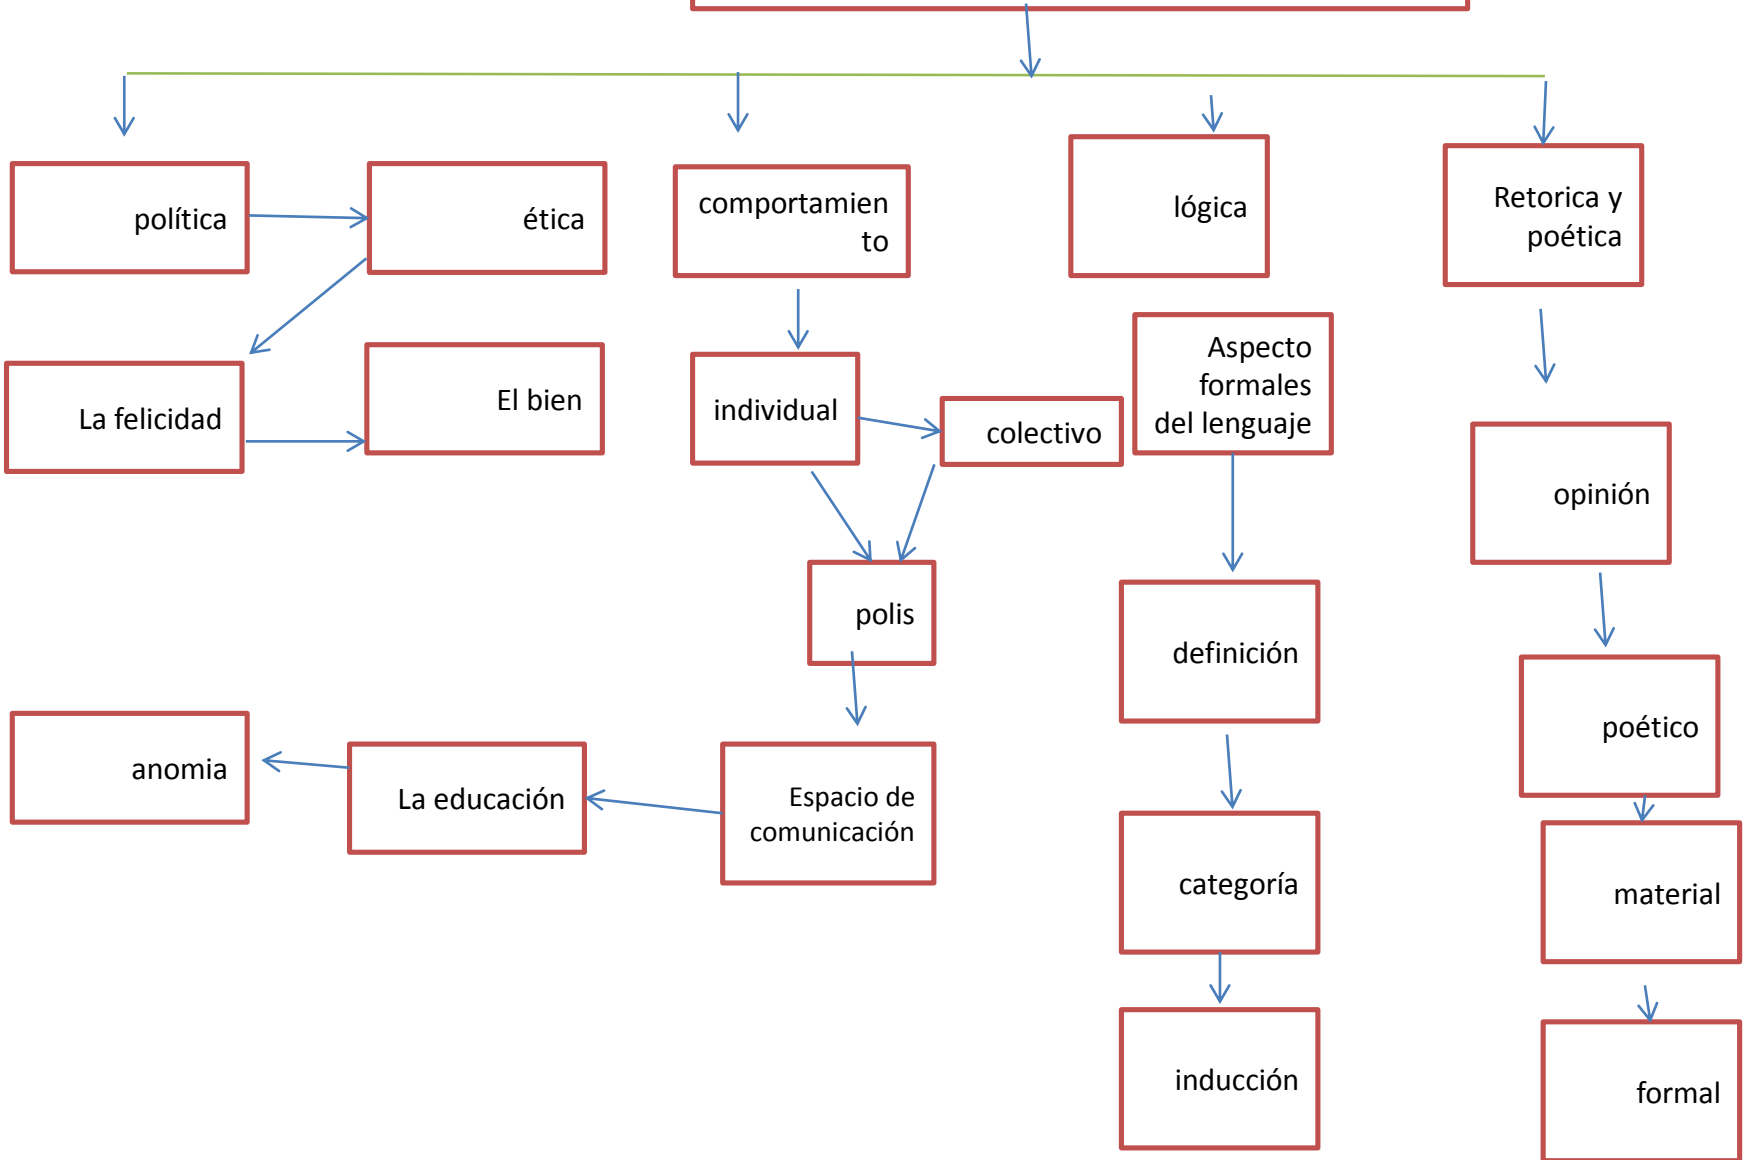 política
ética
comportamien
to
lógica
Retorica y
poética
La felicidad
El bien
individual
colectivo
Aspecto
formales
del lenguaje
opinión
polis
definición
poético
anomia
La educación
Espacio de
comunicación
categoría
material
inducción
formal